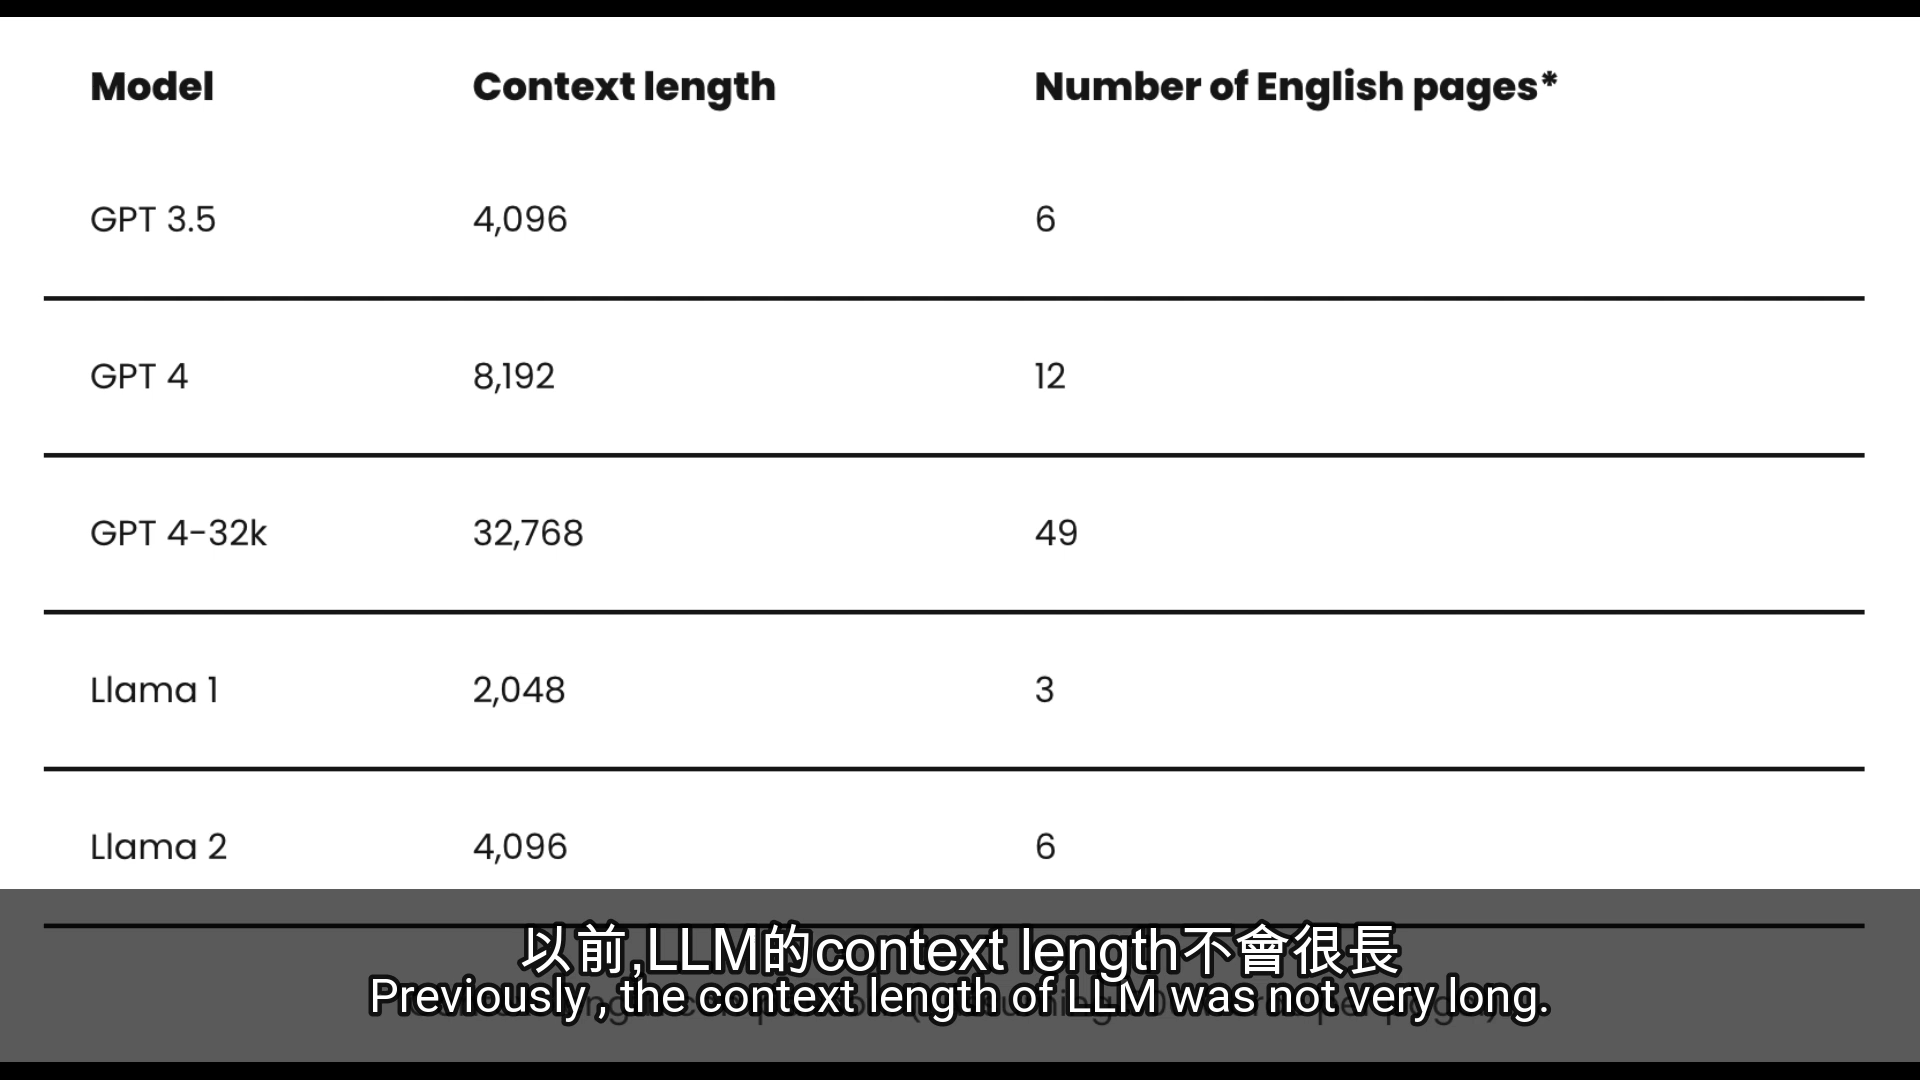 Model Context length Number of English pages*
GPT 3.5 4,096 6
GPT 4 8,192 12
GPT 4-32k 32,768 49
Llama 1 2,048 3
Llama 2 4,096 6
以前,LLM的context length不會很長
Previously, the context length of LLM was not very long.